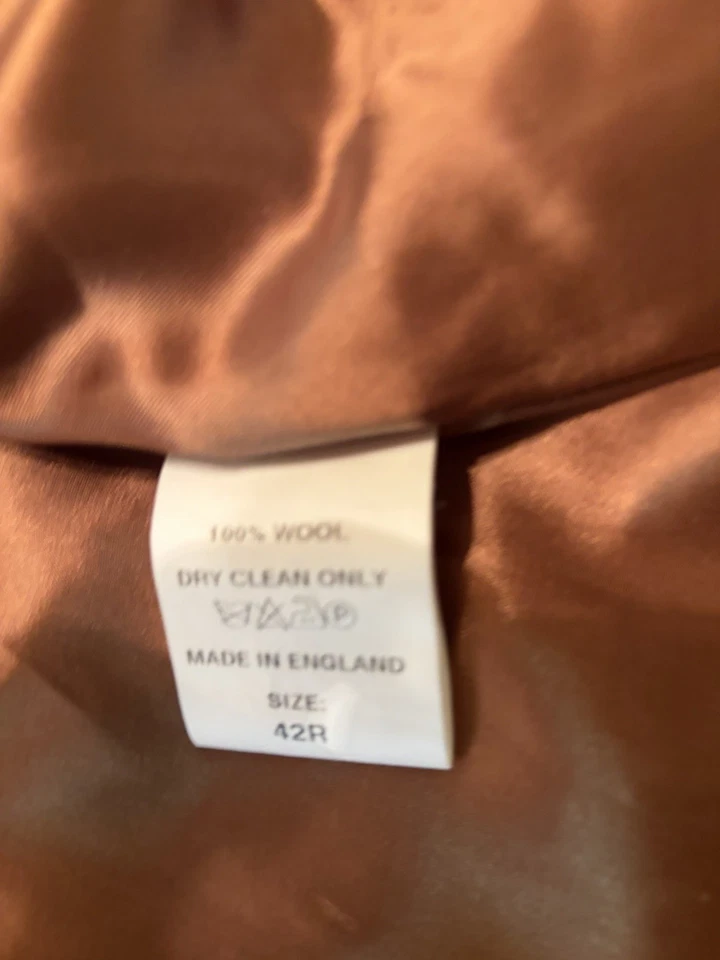 100% WOOL
DRY CLEAN ONLY
MADE IN ENGLAND
SIZE:
42R